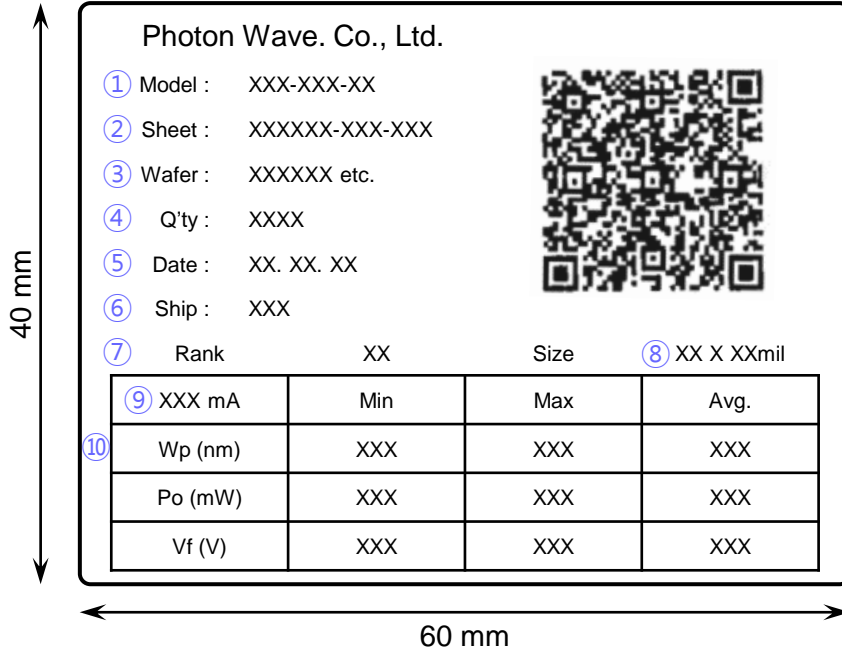 Photon Wave. Co., Ltd.
① Model : XXX-XXX-XX
② Sheet : XXXXXX-XXX-XXX
③ Wafer : XXXXXX etc.
④ Q'ty : XXXX
⑤ Date : XX. XX. XX
⑥ Ship : XXX
⑦ Rank XX Size ⑧ XX X XXmil
⑨ XXX mA Min Max Avg.
⑩ Wp (nm) XXX XXX XXX
Po (mW) XXX XXX XXX
Vf (V) XXX XXX XXX
40 mm
60 mm